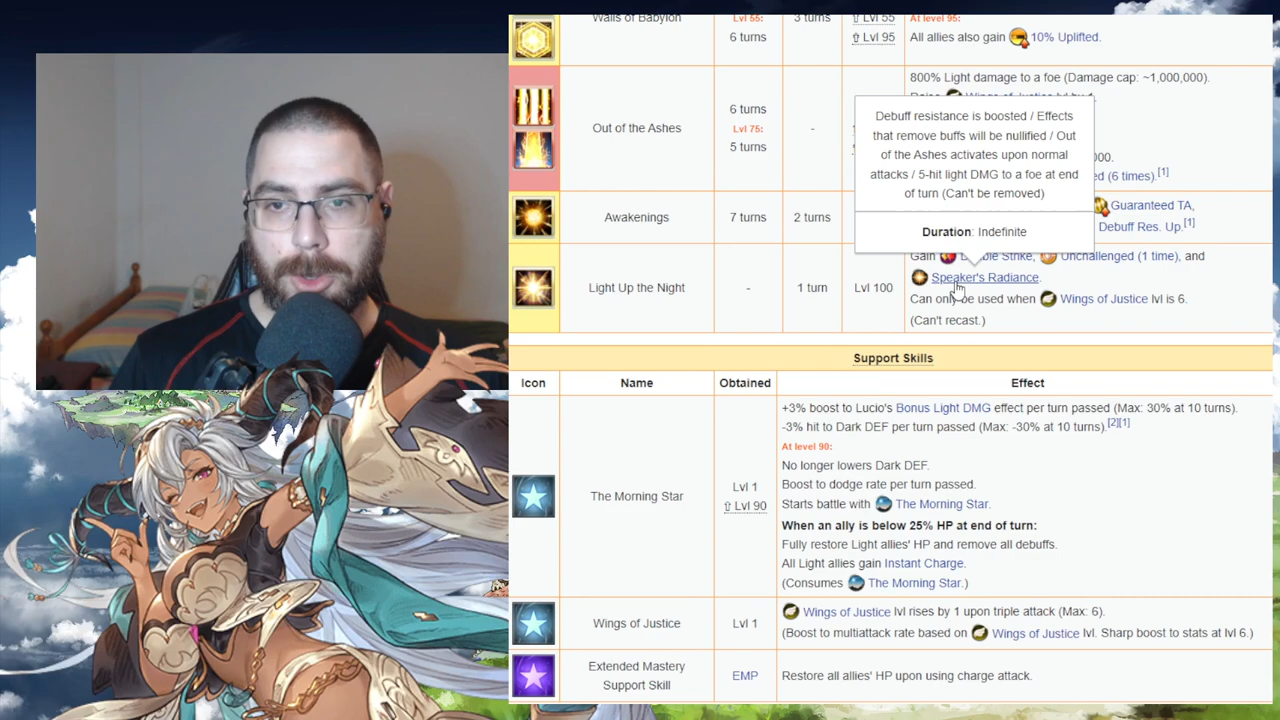 Walls of Babylon
Lvl 55:
6 turns
3 turns
⇧ Lvl 55
⇧ Lvl 95
At level 95:
All allies also gain 10% Uplifted.
Out of the Ashes
6 turns
Lvl 75:
5 turns
-
800% Light damage to a foe (Damage cap: ~1,000,000).
Wings of Justice lvl by 1
000.
ed (6 times).[1]
Debuff resistance is boosted / Effects
that remove buffs will be nullified / Out
of the Ashes activates upon normal
attacks / 5-hit light DMG to a foe at end
of turn (Can't be removed)
Duration: Indefinite
Awakenings
7 turns
2 turns
Guaranteed TA,
Debuff Res. Up.[1]
Light Up the Night
-
1 turn
Lvl 100
Gain Double Strike, Unchallenged (1 time), and
Speaker's Radiance.
Can only be used when Wings of Justice lvl is 6.
(Can't recast.)
Support Skills
Icon
Name
Obtained
Effect
The Morning Star
Lvl 1
⇧ Lvl 90
+3% boost to Lucio's Bonus Light DMG effect per turn passed (Max: 30% at 10 turns).
-3% hit to Dark DEF per turn passed (Max: -30% at 10 turns).[2][1]
At level 90:
No longer lowers Dark DEF.
Boost to dodge rate per turn passed.
Starts battle with The Morning Star.
When an ally is below 25% HP at end of turn:
Fully restore Light allies' HP and remove all debuffs.
All Light allies gain Instant Charge.
(Consumes The Morning Star.)
Wings of Justice
Lvl 1
Wings of Justice lvl rises by 1 upon triple attack (Max: 6).
(Boost to multiattack rate based on Wings of Justice lvl. Sharp boost to stats at lvl 6.)
Extended Mastery
Support Skill
EMP
Restore all allies' HP upon using charge attack.